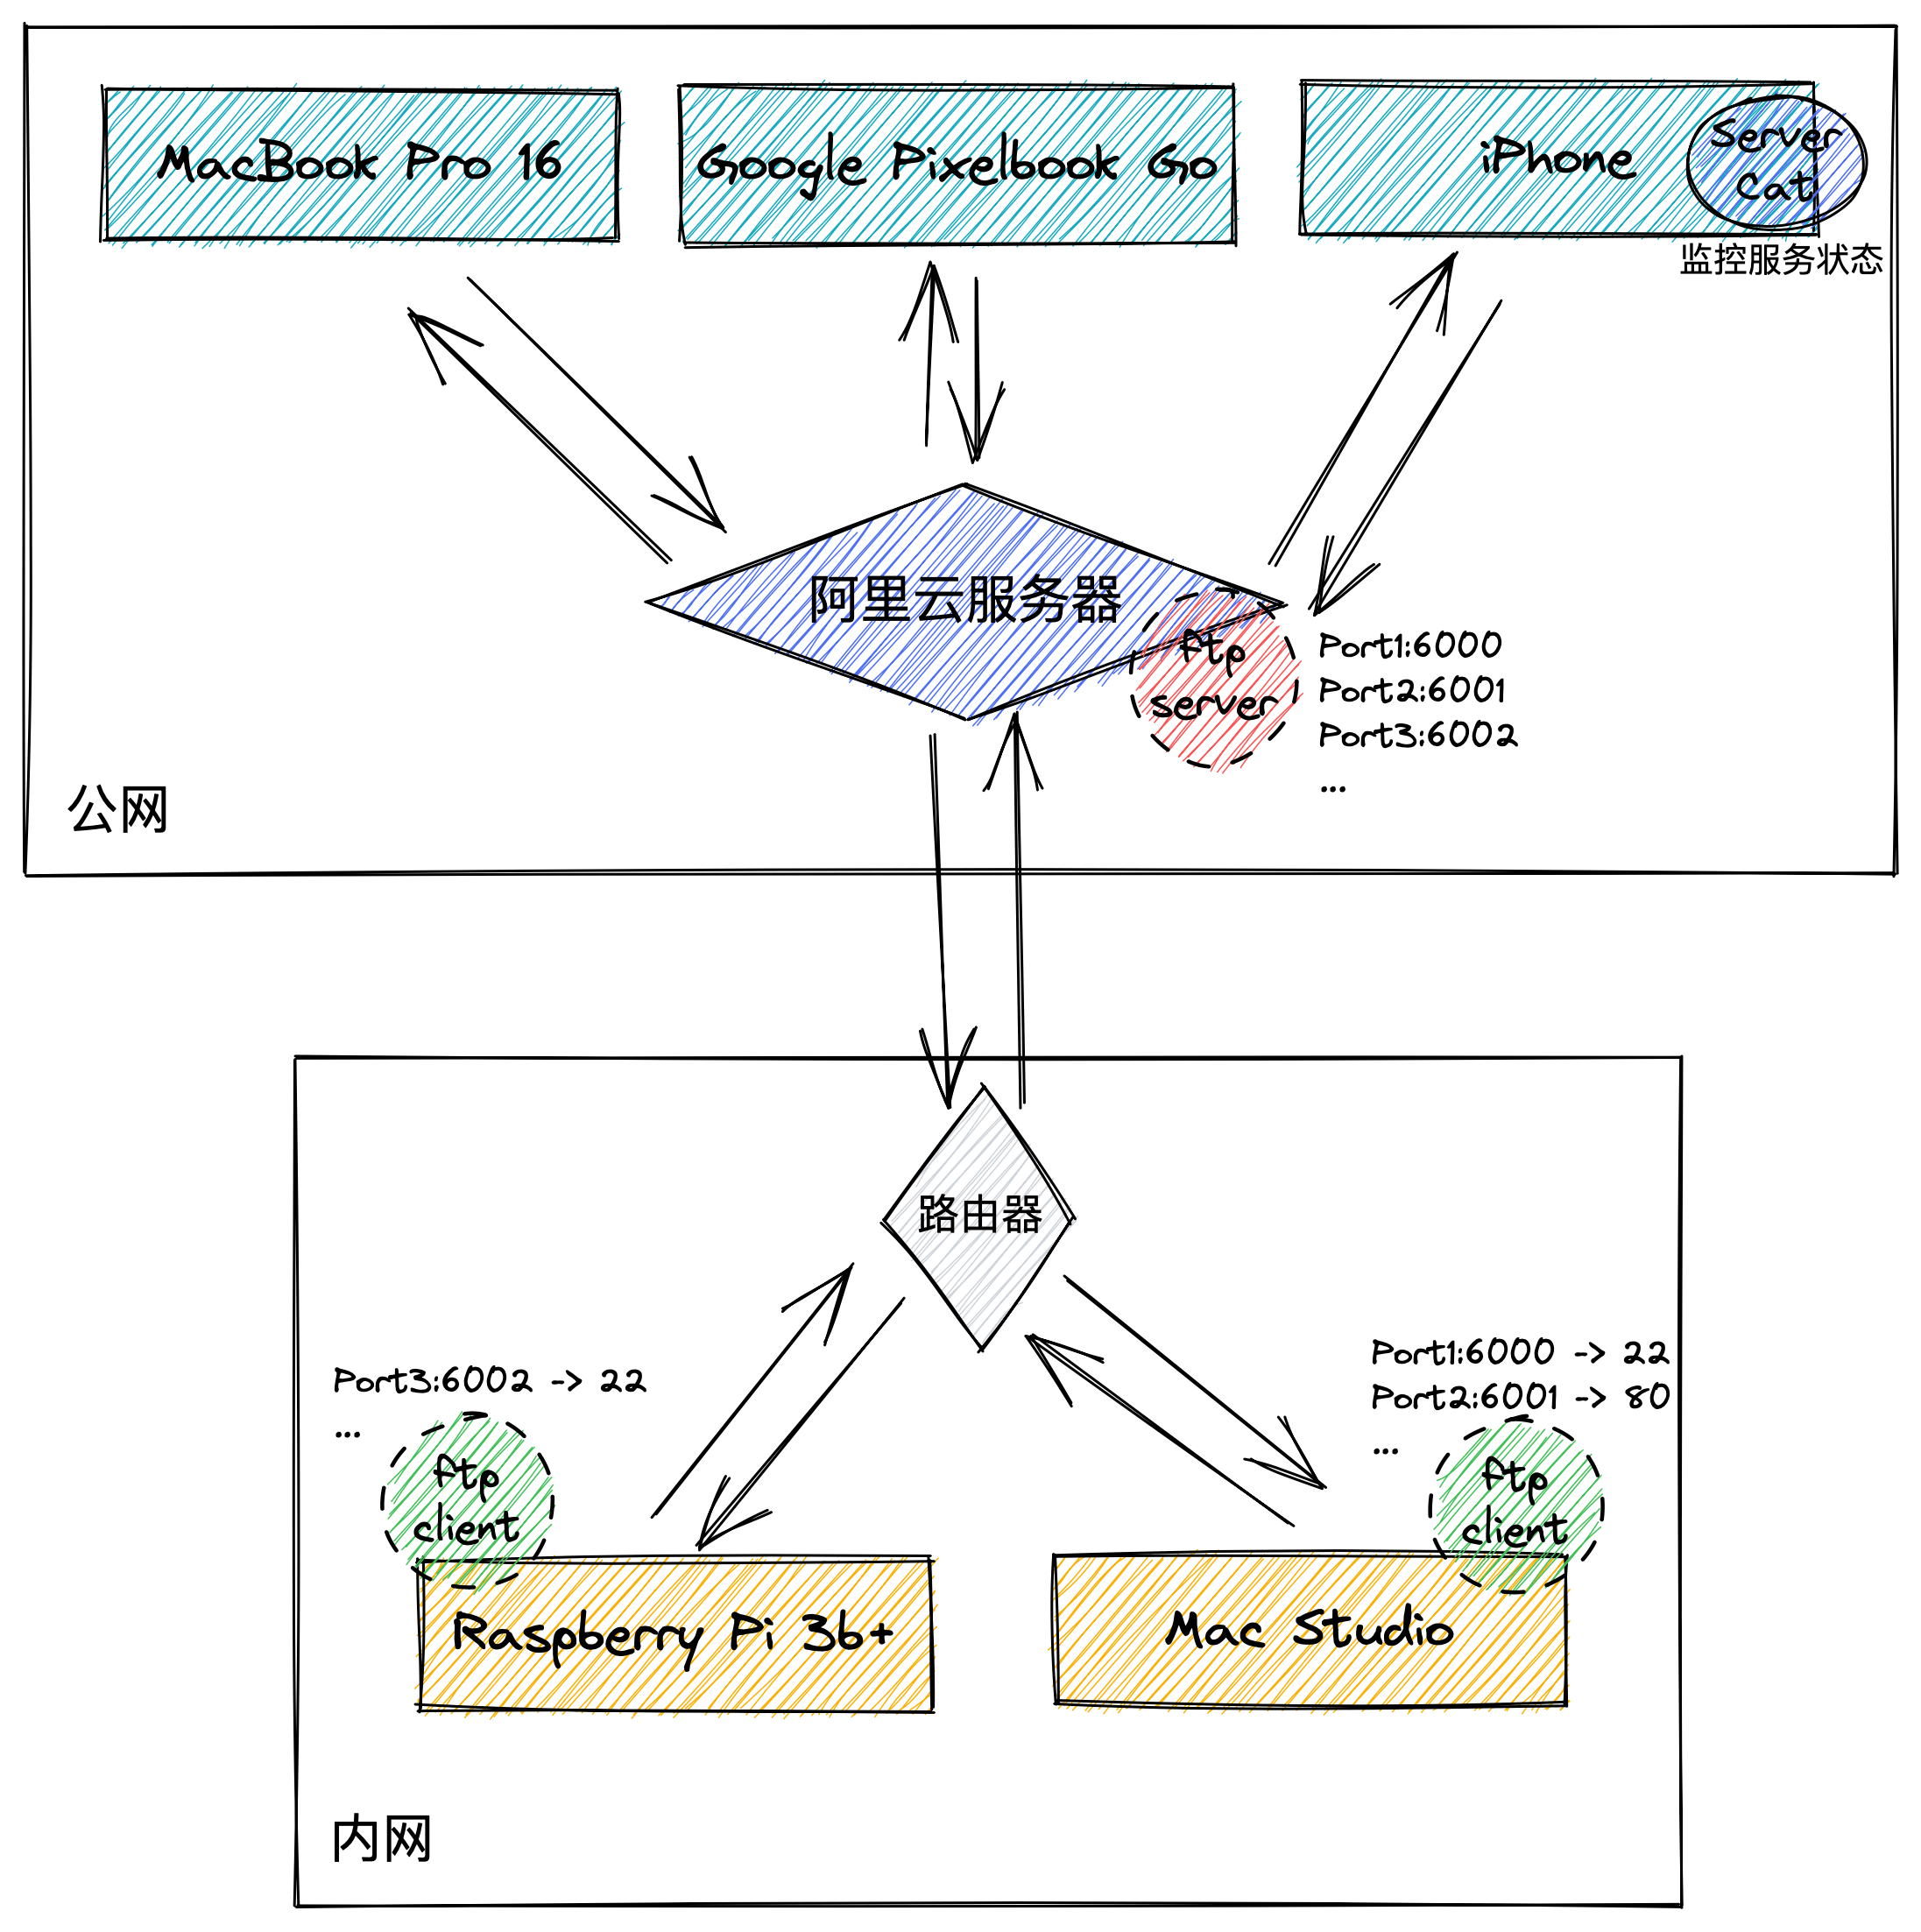 MacBook Pro 16
Google Pixelbook Go
iPhone
Server
Cat
监控服务状态
阿里云服务器
ftp
server
Port1:6000
Port2:6001
Port3:6002
...
公网
路由器
Port3:6002 -> 22
...
ftp
client
Port1:6000 -> 22
Port2:6001 -> 80
...
ftp
client
Raspberry Pi 3b+
Mac Studio
内网